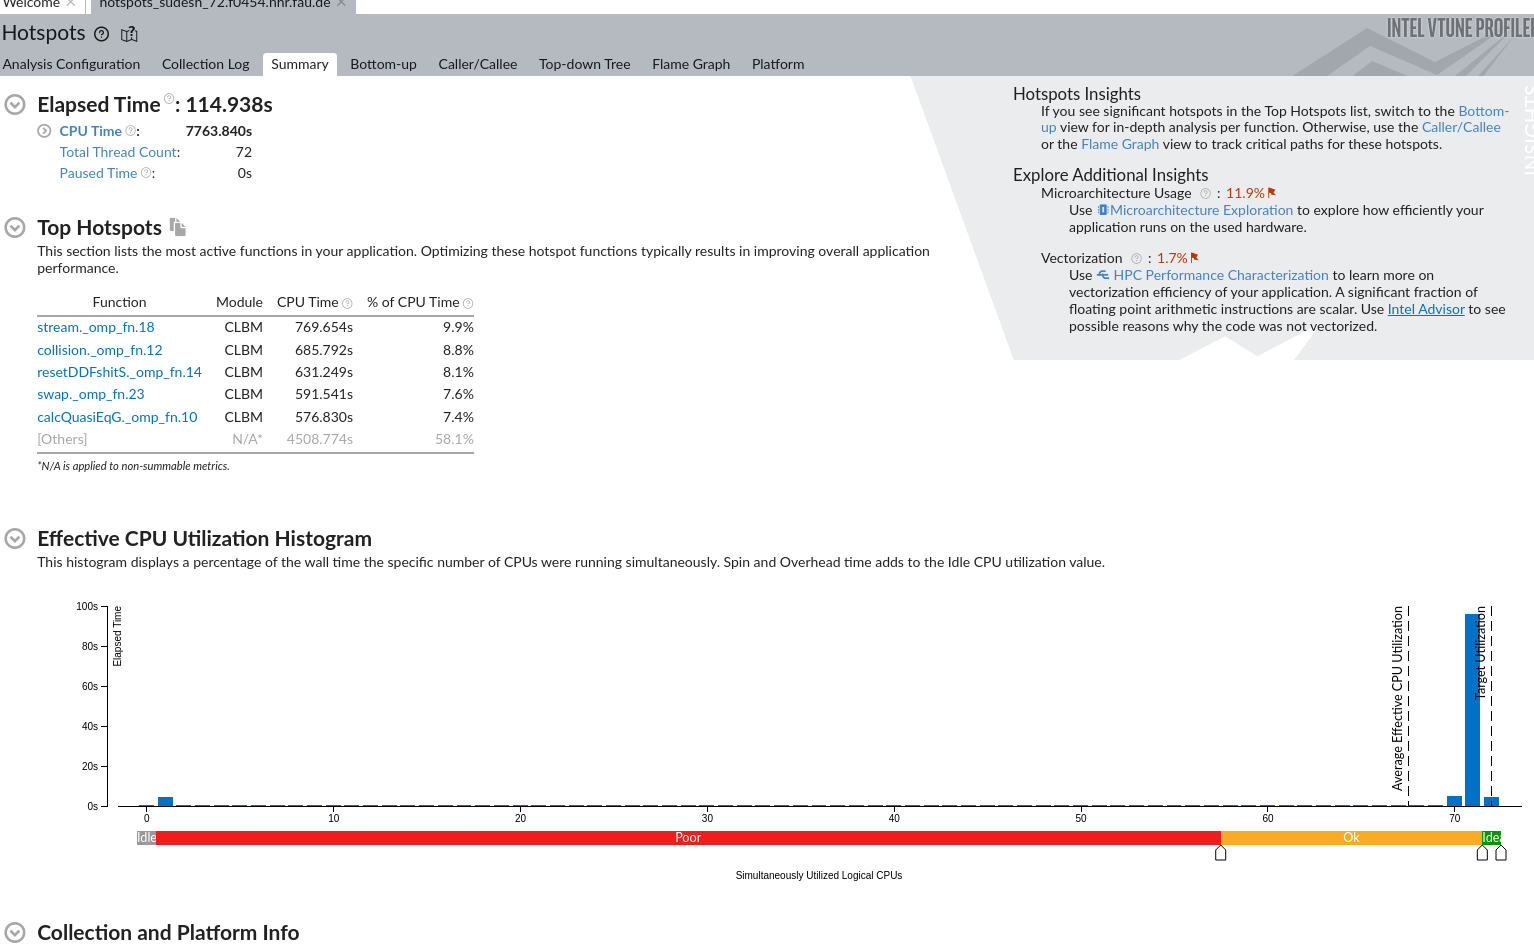 Welcome
hotspots_sudesh_72.f0454.nhr.fau.de
Hotspots
INTEL VTUNE PROFILER
Analysis Configuration Collection Log Summary Bottom-up Caller/Callee Top-down Tree Flame Graph Platform
Elapsed Time : 114.938s
CPU Time : 7763.840s
Total Thread Count: 72
Paused Time : 0s
Top Hotspots
This section lists the most active functions in your application. Optimizing these hotspot functions typically results in improving overall application
performance.
Function Module CPU Time % of CPU Time
stream._omp_fn.18 CLBM 769.654s 9.9%
collision._omp_fn.12 CLBM 685.792s 8.8%
resetDDFshitS._omp_fn.14 CLBM 631.249s 8.1%
swap._omp_fn.23 CLBM 591.541s 7.6%
calcQuasiEqG._omp_fn.10 CLBM 576.830s 7.4%
[Others] N/A* 4508.774s 58.1%
*N/A is applied to non-summable metrics.
Hotspots Insights
If you see significant hotspots in the Top Hotspots list, switch to the Bottom-
up view for in-depth analysis per function. Otherwise, use the Caller/Callee
or the Flame Graph view to track critical paths for these hotspots.
Explore Additional Insights
Microarchitecture Usage : 11.9%
Use Microarchitecture Exploration to explore how efficiently your
application runs on the used hardware.
Vectorization : 1.7%
Use HPC Performance Characterization to learn more on
vectorization efficiency of your application. A significant fraction of
floating point arithmetic instructions are scalar. Use Intel Advisor to see
possible reasons why the code was not vectorized.
INSIGHTS
Effective CPU Utilization Histogram
This histogram displays a percentage of the wall time the specific number of CPUs were running simultaneously. Spin and Overhead time adds to the Idle CPU utilization value.
100s
80s
60s
40s
20s
0s
Elapsed Time
Average Effective CPU Utilization
Target Utilization
0 10 20 30 40 50 60 70
Idle Poor Ok Idea
Simultaneously Utilized Logical CPUs
Collection and Platform Info